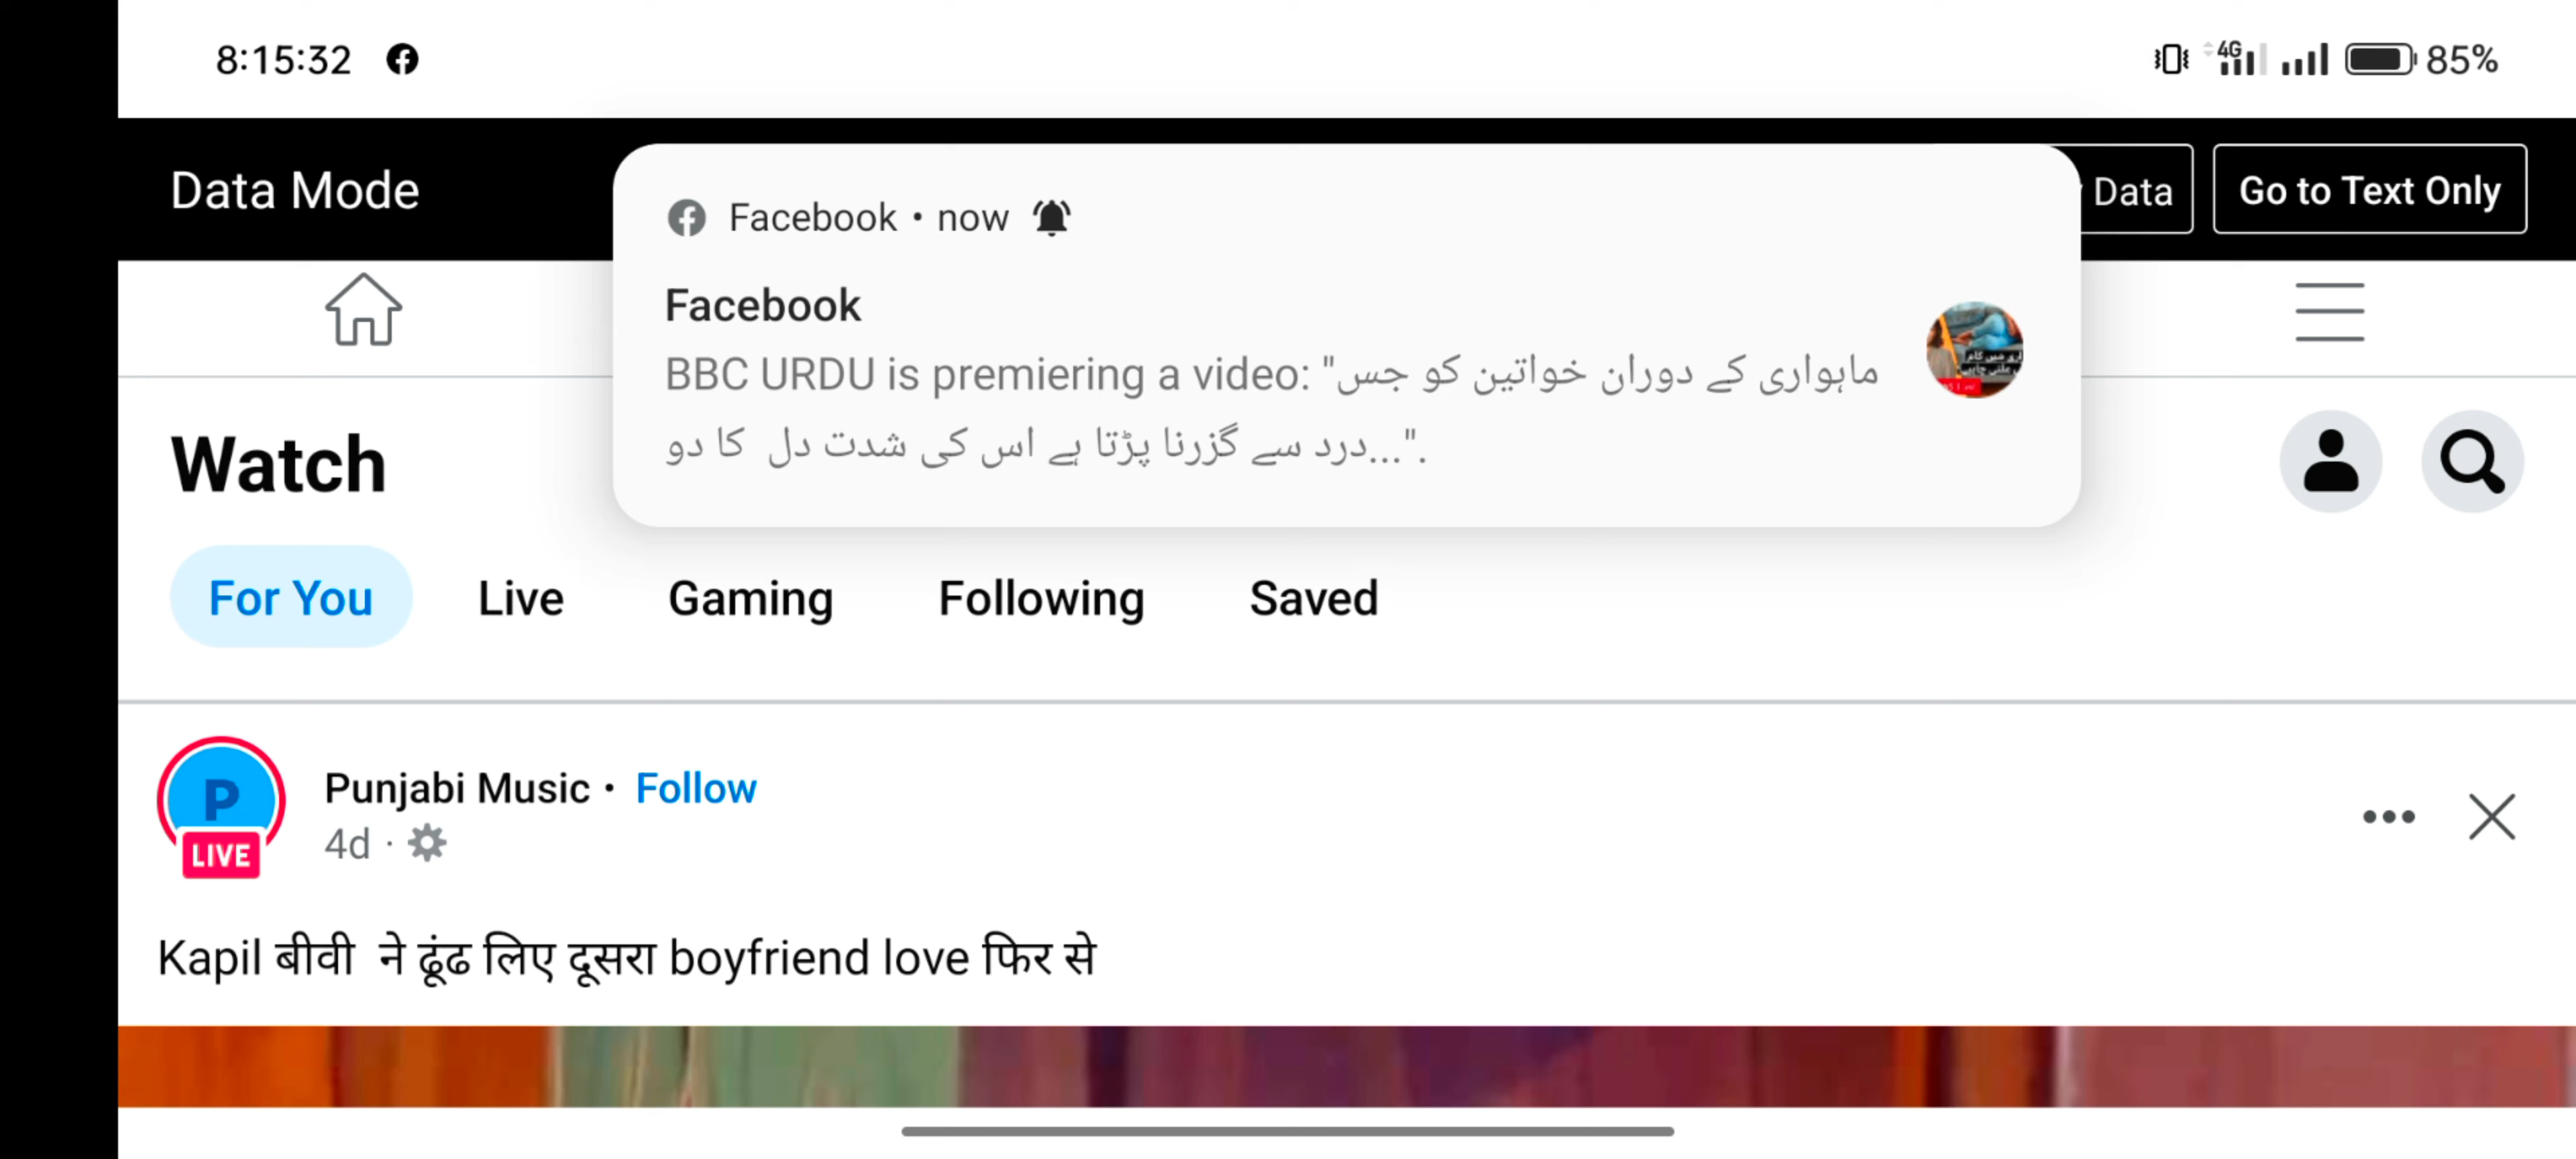 8:15:32
4G
85%
Data Mode
Data
Go to Text Only
Facebook • now
Facebook
BBC URDU is premiering a video: "ماہواری کے دوران خواتین کو جس
درد سے گزرنا پڑتا ہے اس کی شدت دل کا دو...".
Watch
For You
Live
Gaming
Following
Saved
P
LIVE
Punjabi Music • Follow
4d ·
Kapil बीवी ने ढूंढ लिए दूसरा boyfriend love फिर से